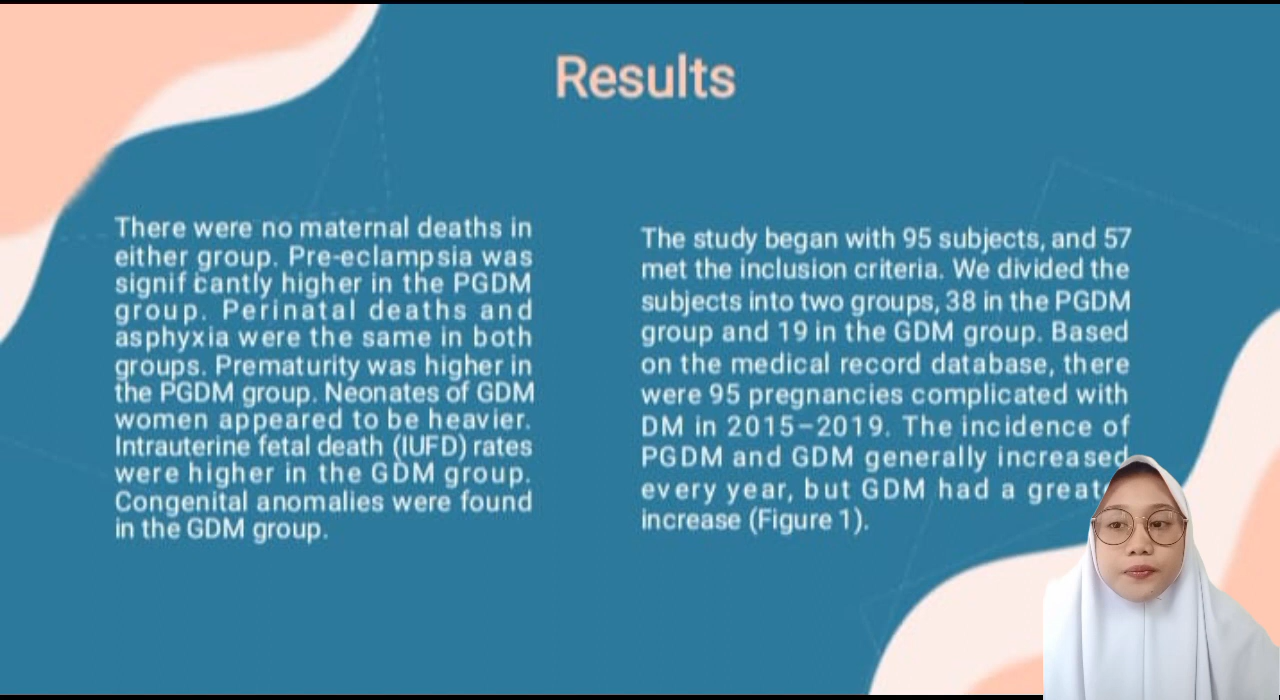 Results
There were no maternal deaths in
either group. Pre-eclampsia was
signif cantly higher in the PGDM
group. Perinatal deaths and
asphyxia were the same in both
groups. Prematurity was higher in
the PGDM group. Neonates of GDM
women appeared to be heavier.
Intrauterine fetal death (IUFD) rates
were higher in the GDM group.
Congenital anomalies were found
in the GDM group.
The study began with 95 subjects, and 57
met the inclusion criteria. We divided the
subjects into two groups, 38 in the PGDM
group and 19 in the GDM group. Based
on the medical record database, there
were 95 pregnancies complicated with
DM in 2015–2019. The incidence of
PGDM and GDM generally increased
every year, but GDM had a
increase (Figure 1).